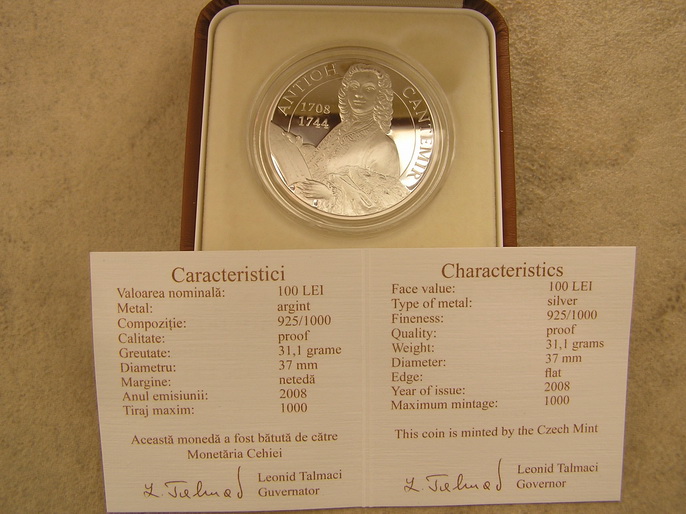 ANTIOH CANTEMIR
1708
1744
Caracteristici
Valoarea nominală: 100 LEI
Metal: argint
Compoziţie: 925/1000
Calitate: proof
Greutate: 31,1 grame
Diametru: 37 mm
Margine: netedă
Anul emisiunii: 2008
Tiraj maxim: 1000
Această monedă a fost bătută de către
Monetăria Cehiei
Leonid Talmaci
Guvernator
Characteristics
Face value: 100 LEI
Type of metal: silver
Fineness: 925/1000
Quality: proof
Weight: 31,1 grams
Diameter: 37 mm
Edge: flat
Year of issue: 2008
Maximum mintage: 1000
This coin is minted by the Czech Mint
Leonid Talmaci
Governor